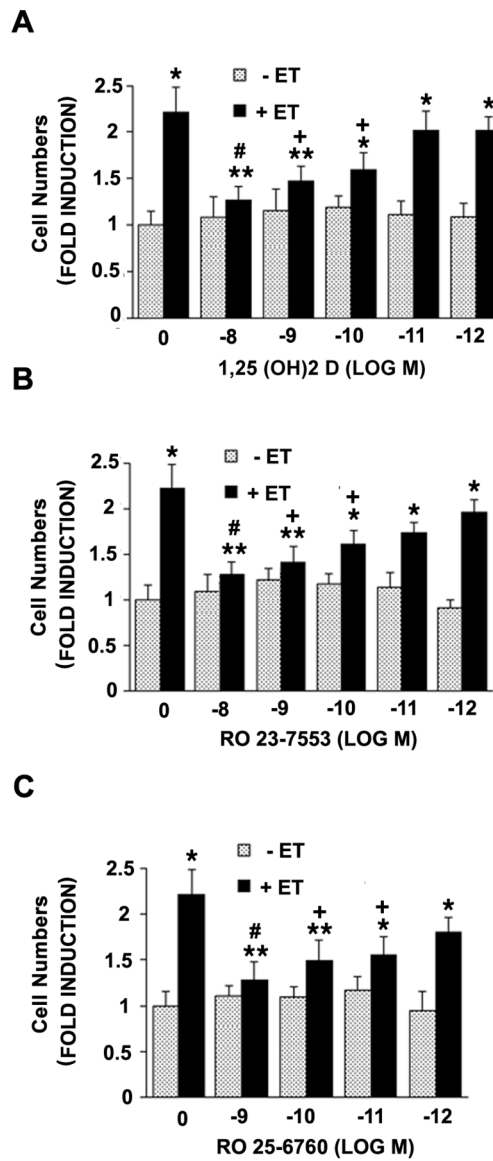 A
Cell Numbers
(FOLD INDUCTION)
2.5
2
1.5
1
0.5
0
- ET
+ ET
*
#
**
+
**
+
*
*
*
0 -8 -9 -10 -11 -12
1,25 (OH)2 D (LOG M)
B
Cell Numbers
(FOLD INDUCTION)
2.5
2
1.5
1
0.5
0
- ET
+ ET
*
#
**
+
**
+
*
*
*
0 -8 -9 -10 -11 -12
RO 23-7553 (LOG M)
C
Cell Numbers
(FOLD INDUCTION)
2.5
2
1.5
1
0.5
0
- ET
+ ET
*
#
**
+
**
+
*
*
0 -9 -10 -11 -12
RO 25-6760 (LOG M)